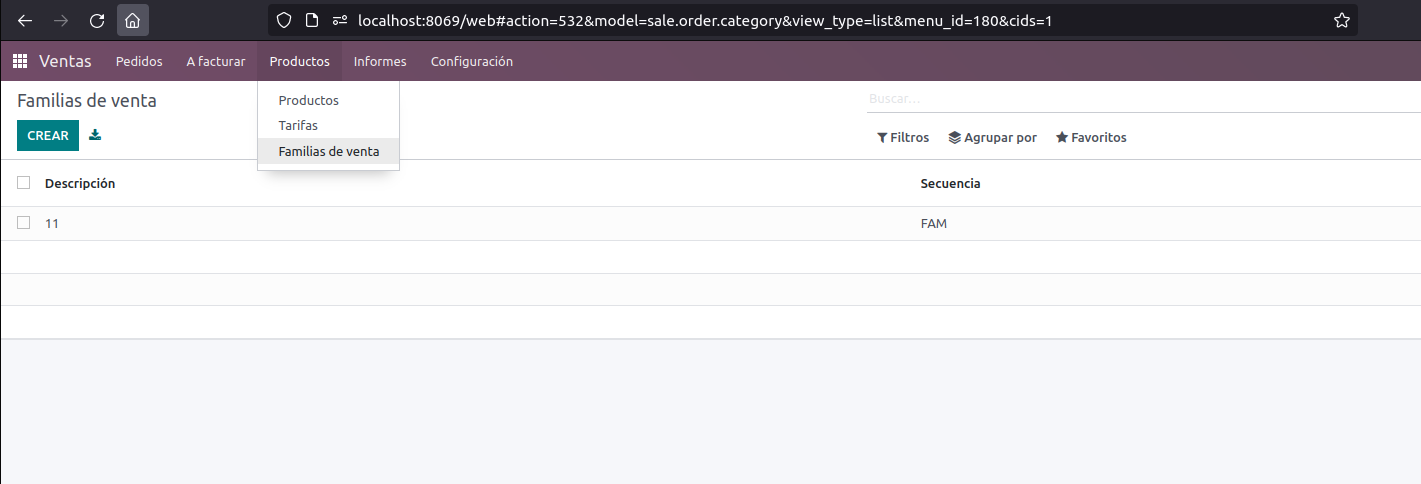 localhost:8069/web#action=532&model=sale.order.category&view_type=list&menu_id=180&cids=1
Ventas Pedidos A facturar Productos Informes Configuración
Familias de venta
Buscar...
Productos
Tarifas
Familias de venta
CREAR
Filtros Agrupar por Favoritos
Descripción Secuencia
11 FAM